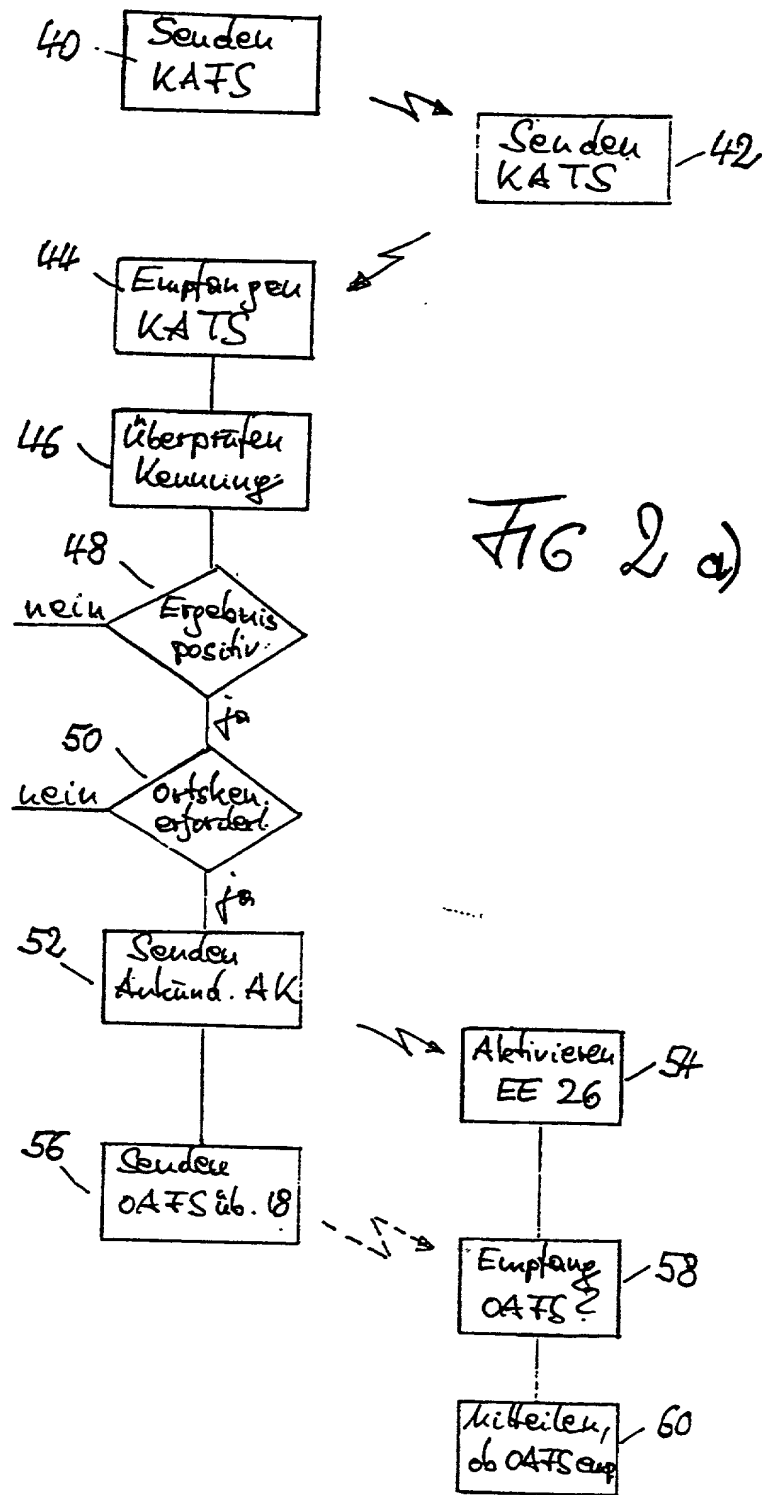 40
Senden
KAFS
Senden
KATS
42
44
Empfangen
KATS
46
Überprüfen
Kennung
FIG 2 a)
48
nein
Ergebnis
positiv
ja
50
nein
Ortsken.
erforderl.
ja
52
Senden
Ankünd. AK
Aktivieren
EE 26
54
56
Senden
OAFS üb. 18
Empfang
OAFS?
58
Mitteilen,
ob OAFS emp
60